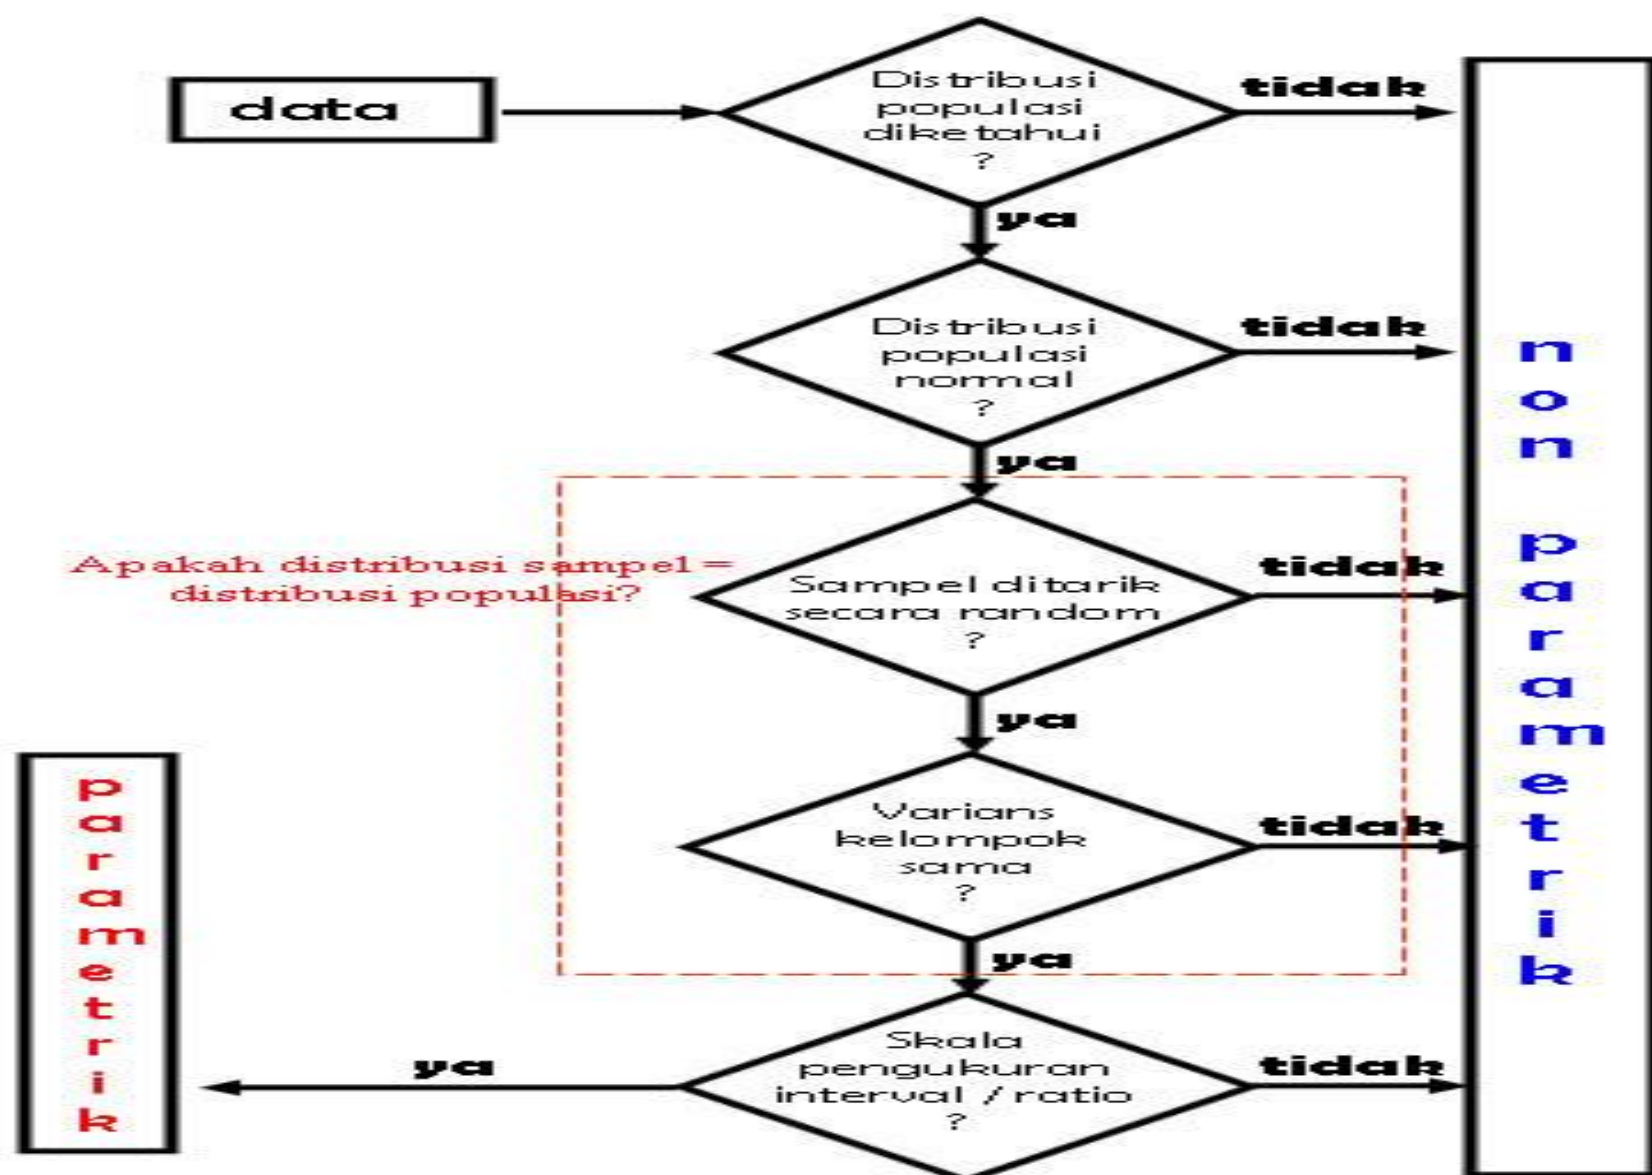 data
Distribusi
populasi
diketahui
?
tidak
ya
Distribusi
populasi
normal
?
tidak
ya
Apakah distribusi sampel =
distribusi populasi?
Sampel ditarik
secara random
?
tidak
ya
Varians
kelompok
sama
?
tidak
ya
Skala
pengukuran
interval / ratio
?
tidak
ya
parametrik
non parametrik